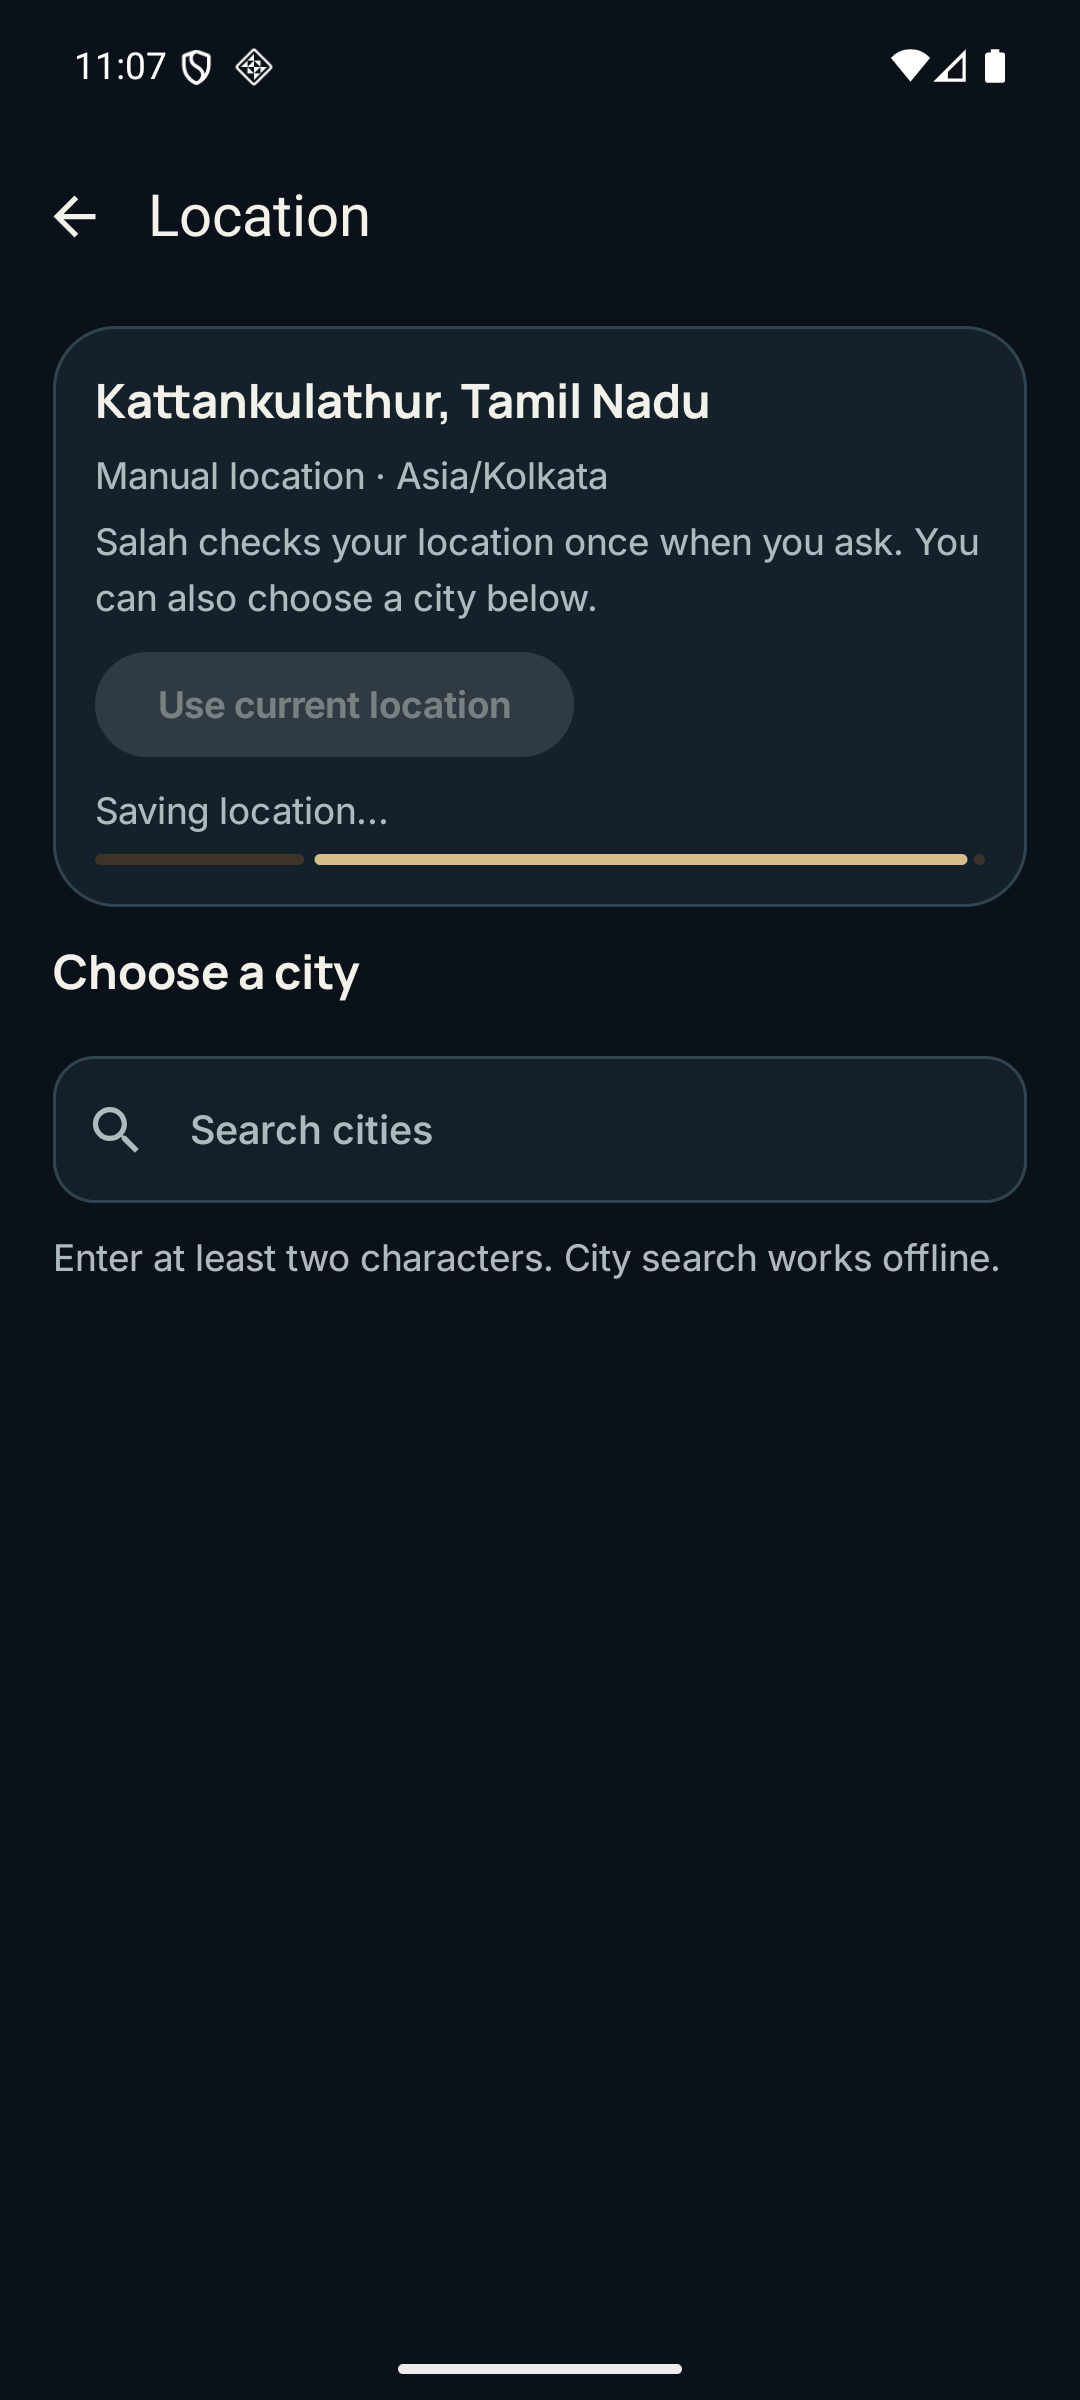 11:07
Location
Kattankulathur, Tamil Nadu
Manual location · Asia/Kolkata
Salah checks your location once when you ask. You
can also choose a city below.
Use current location
Saving location…
Choose a city
Search cities
Enter at least two characters. City search works offline.